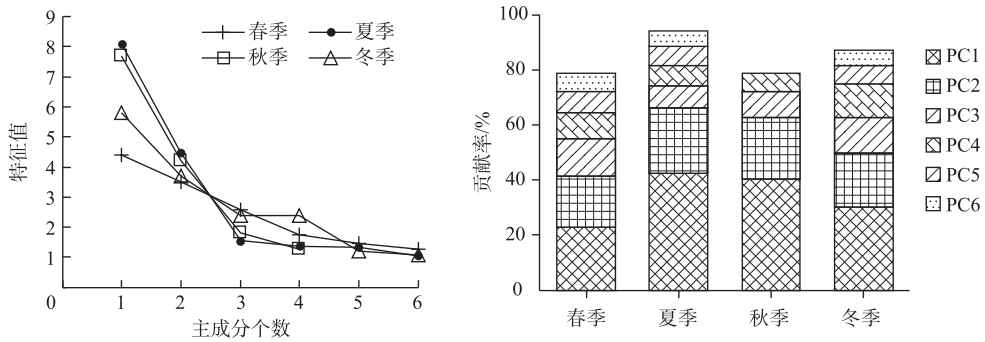 9
8
7
6
5
4
3
2
1
0
特征值
春季 夏季
秋季 冬季
1 2 3 4 5 6
主成分个数
100
80
60
40
20
0
贡献率/%
春季 夏季 秋季 冬季
PC1
PC2
PC3
PC4
PC5
PC6